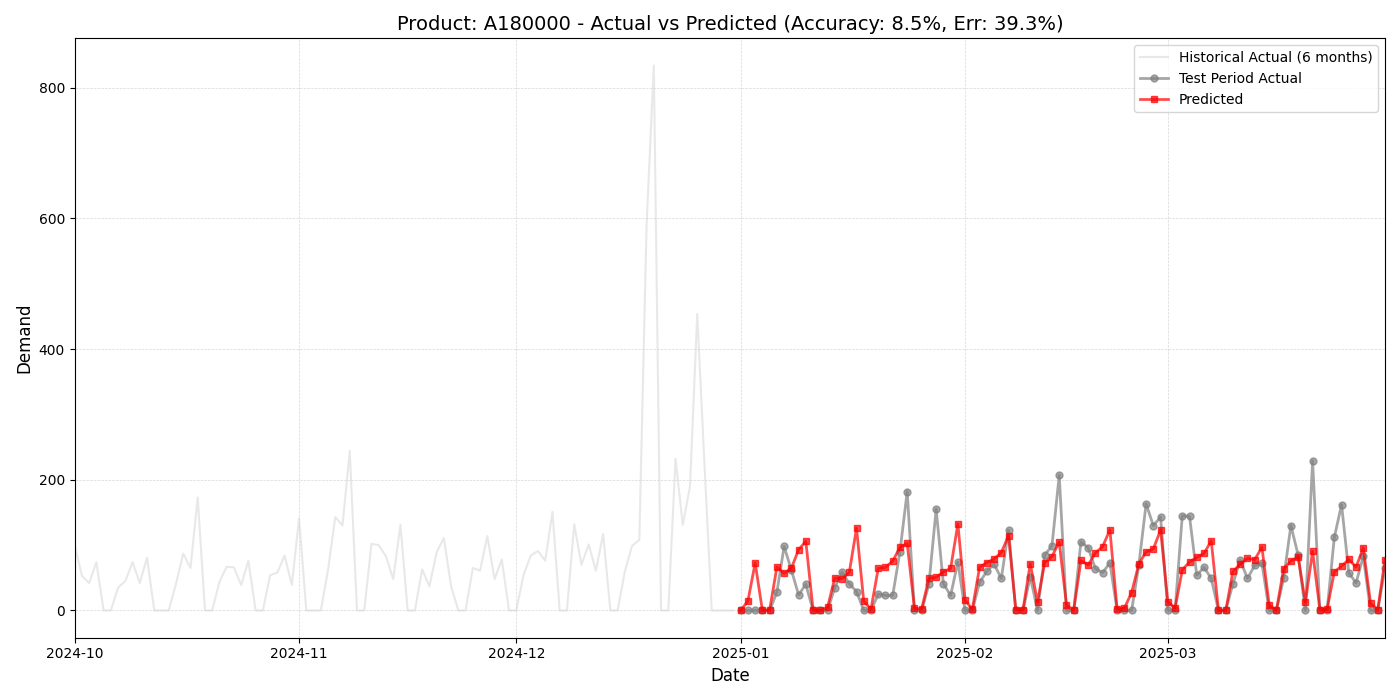 Product: A180000 - Actual vs Predicted (Accuracy: 8.5%, Err: 39.3%)
Historical Actual (6 months)
Test Period Actual
Predicted
Demand
800
600
400
200
0
2024-10
2024-11
2024-12
2025-01
2025-02
2025-03
Date